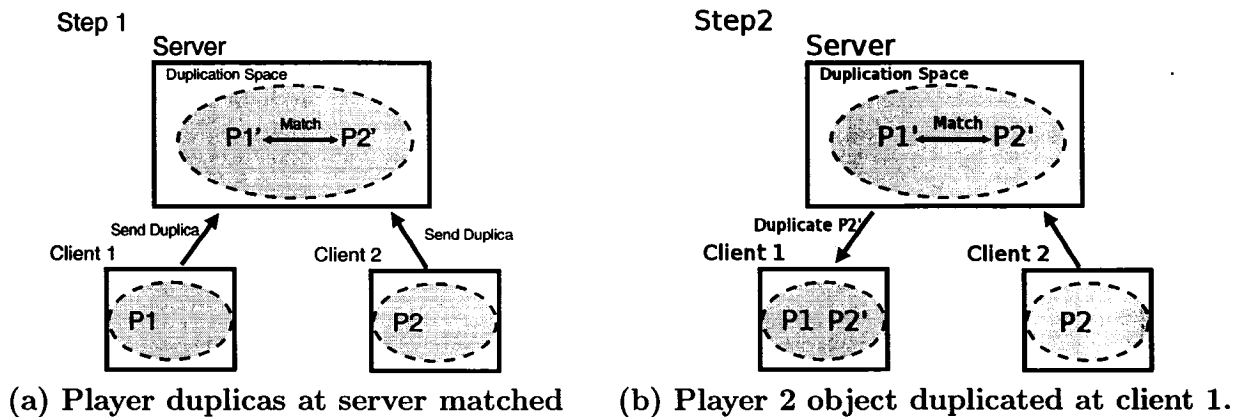 Step 1
Server
Duplication Space
P1' Match P2'
Send Duplica
Send Duplica
Client 1
Client 2
P1
P2
(a) Player duplicas at server matched
Step2
Server
Duplication Space
P1' Match P2'
Duplicate P2'
Client 1
Client 2
P1 P2'
P2
(b) Player 2 object duplicated at client 1.